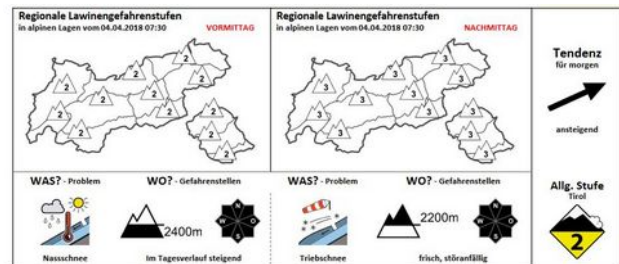 Regionale Lawinengefahrenstufen
in alpinen Lagen vom 04.04.2018 07:30 VORMITTAG
2
2
2
2
2
2
2
2
2
2
2
2
Regionale Lawinengefahrenstufen
in alpinen Lagen vom 04.04.2018 07:30 NACHMITTAG
3
3
3
3
3
3
3
3
3
3
3
3
Tendenz
für morgen
ansteigend
WAS? - Problem
WO? - Gefahrenstellen
2400m
N
W O
S
Nassschnee
Im Tagesverlauf steigend
WAS? - Problem
WO? - Gefahrenstellen
2200m
N
W O
S
Triebschnee
frisch, störanfällig
Allg. Stufe
Tirol
2